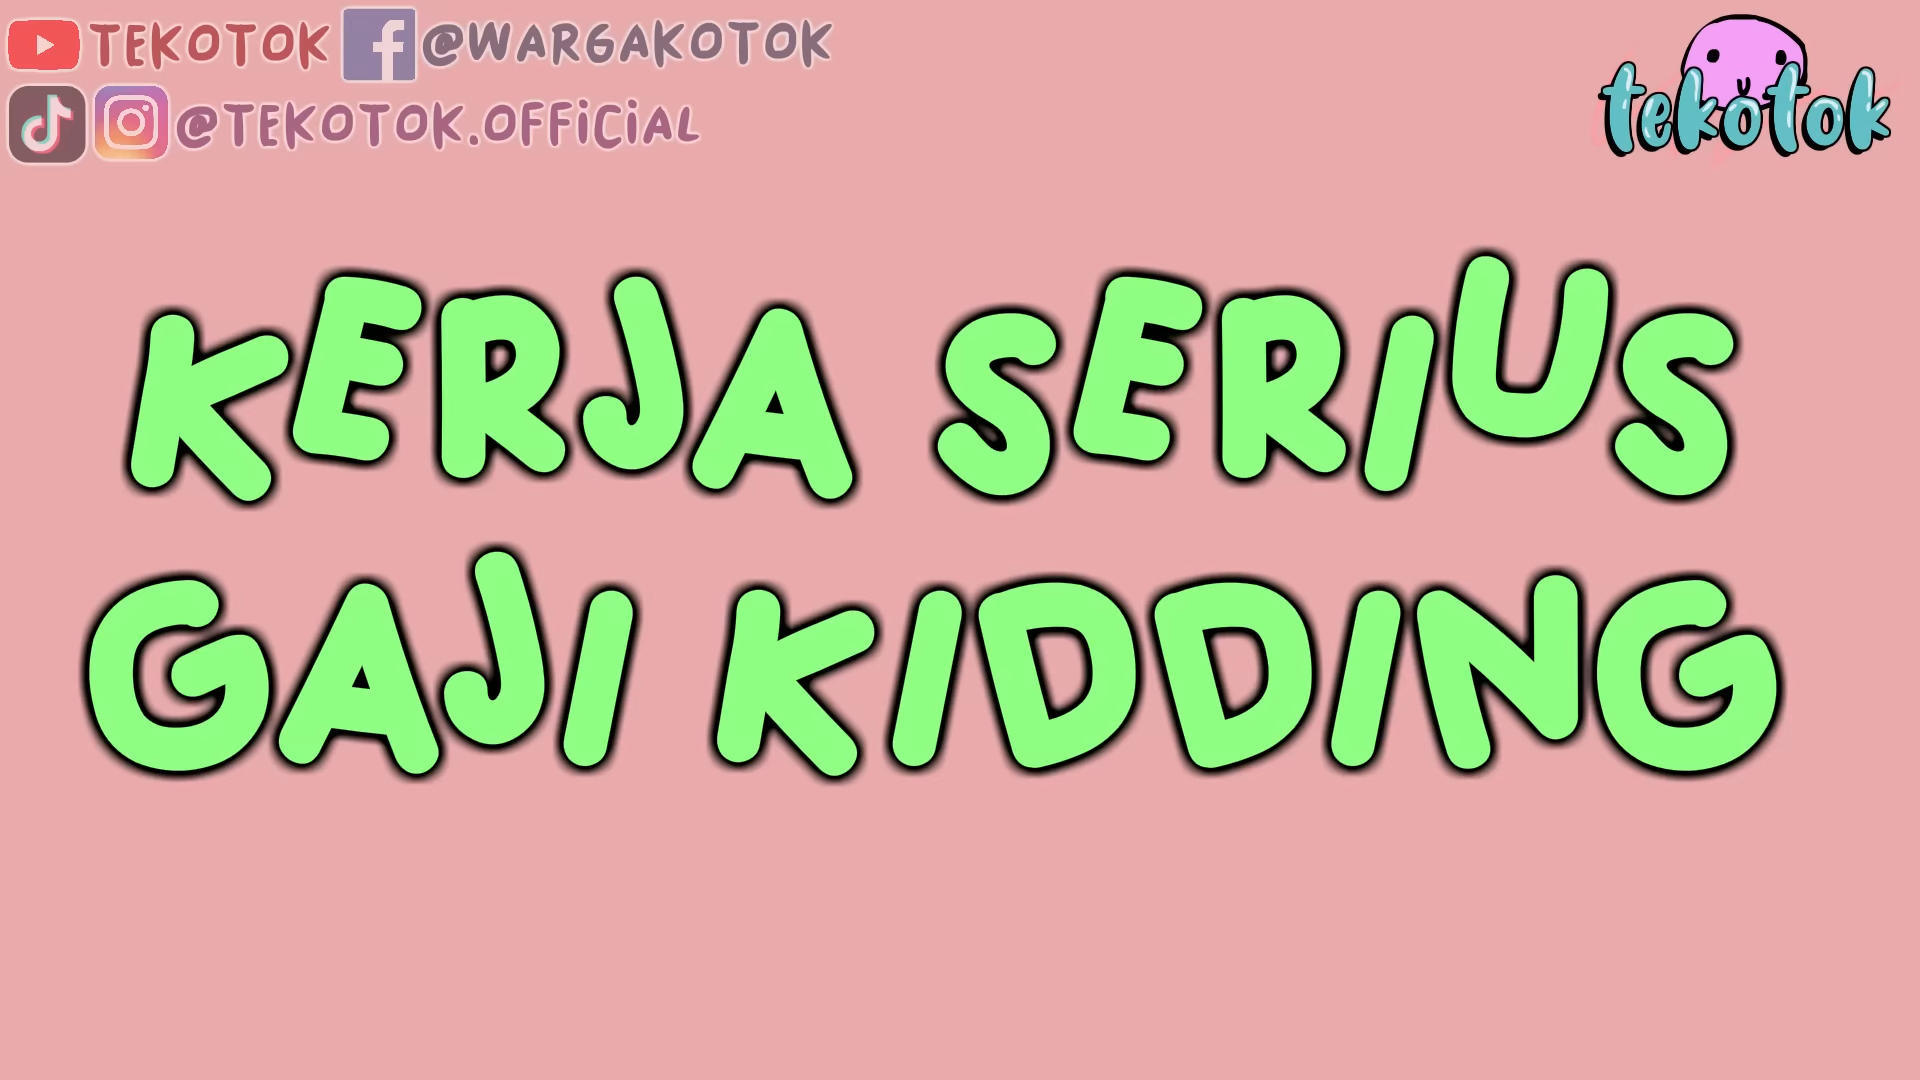 TEKOTOK @WARGAKOTOK
@TEKOTOK.OFFiCiAL
tekotok
KERJA SERIUS
GAJI KIDDING